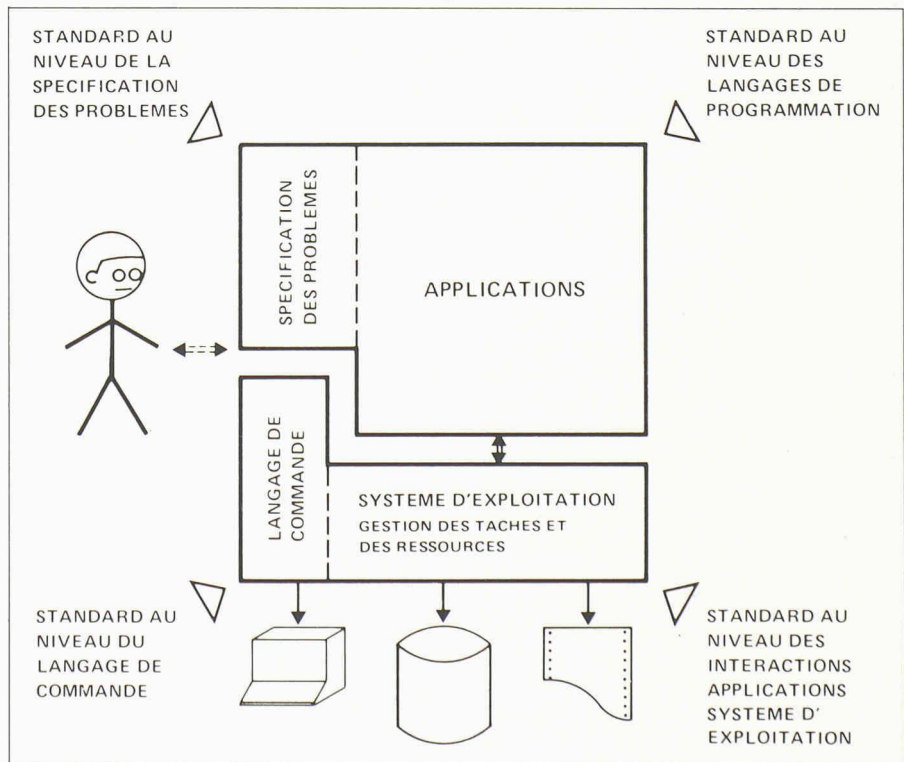 STANDARD AU
NIVEAU DE LA
SPECIFICATION
DES PROBLEMES
STANDARD AU
NIVEAU DES
LANGAGES DE
PROGRAMMATION
SPECIFICATION
DES PROBLEMES
APPLICATIONS
LANGAGE DE
COMMANDE
SYSTEME D'EXPLOITATION
GESTION DES TACHES ET
DES RESSOURCES
STANDARD AU
NIVEAU DU
LANGAGE DE
COMMANDE
STANDARD AU
NIVEAU DES
INTERACTIONS
APPLICATIONS
SYSTEME D'
EXPLOITATION